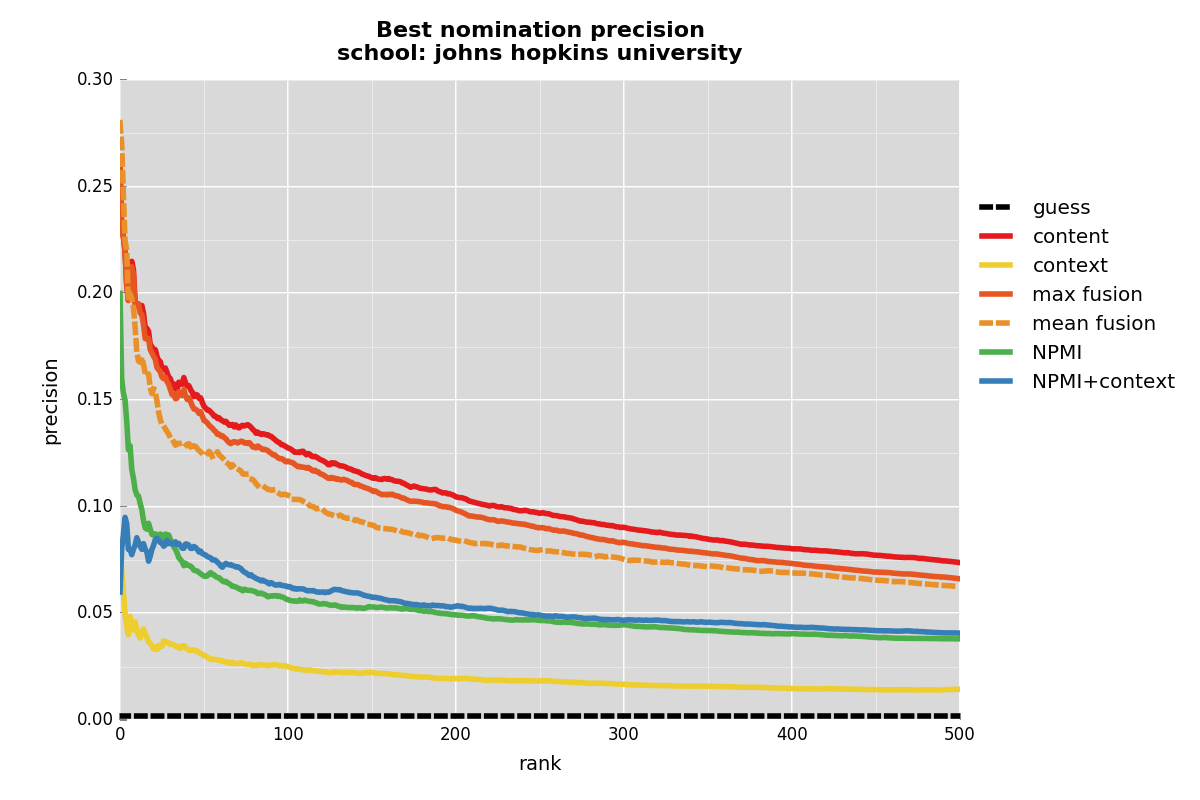 Best nomination precision
school: johns hopkins university
0.30
0.25
0.20
0.15
0.10
0.05
0.00
precision
0 100 200 300 400 500
rank
guess
content
context
max fusion
mean fusion
NPMI
NPMI+context